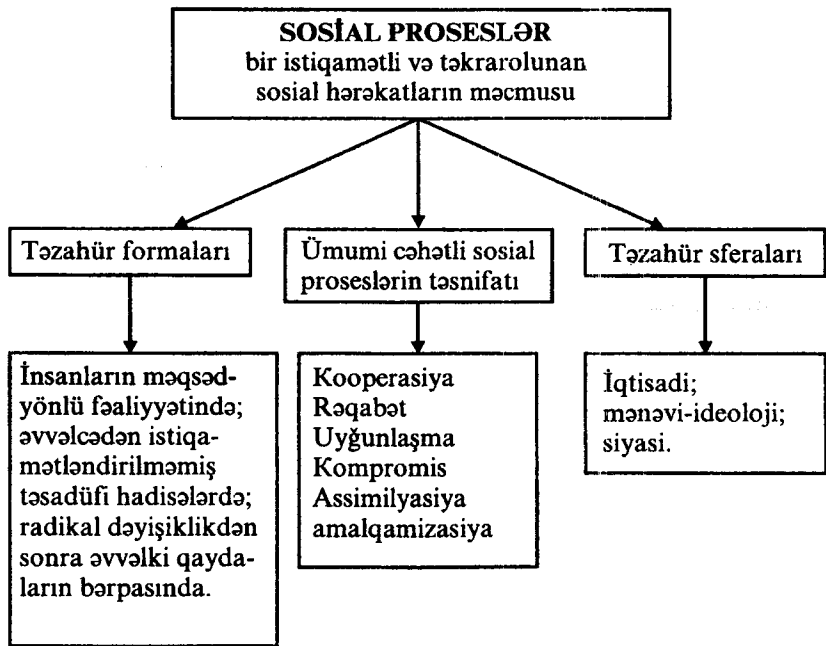 SOSİAL PROSESLƏR
bir istiqamətli və təkrarolunan
sosial hərəkatların məcmusu
Təzahür formaları
Ümumi cəhətli sosial
proseslərin təsnifatı
Təzahür sferaları
İnsanların məqsəd-
yönlü fəaliyyətində;
əvvəlcədən istiqa-
mətləndirilməmiş
təsadüfi hadisələrdə;
radikal dəyişiklikdən
sonra əvvəlki qayda-
ların bərpasında.
Kooperasiya
Rəqabət
Uyğunlaşma
Kompromis
Assimilyasiya
amalqamizasiya
İqtisadi;
mənəvi-ideoloji;
siyasi.